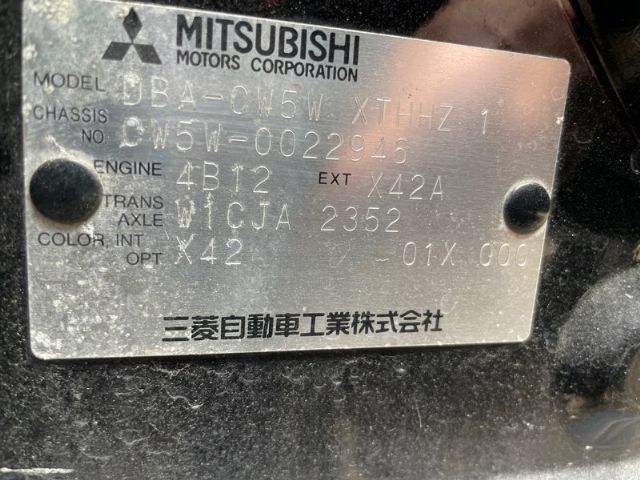 MITSUBISHI
MOTORS CORPORATION
MODEL DBA-CW5W XTHHZ 1
CHASSIS NO CW5W-0022946
ENGINE 4B12 EXT X42A
TRANS AXLE W1CJA 2352
COLOR, INT OPT X42 -01X 000
三菱自動車工業株式会社